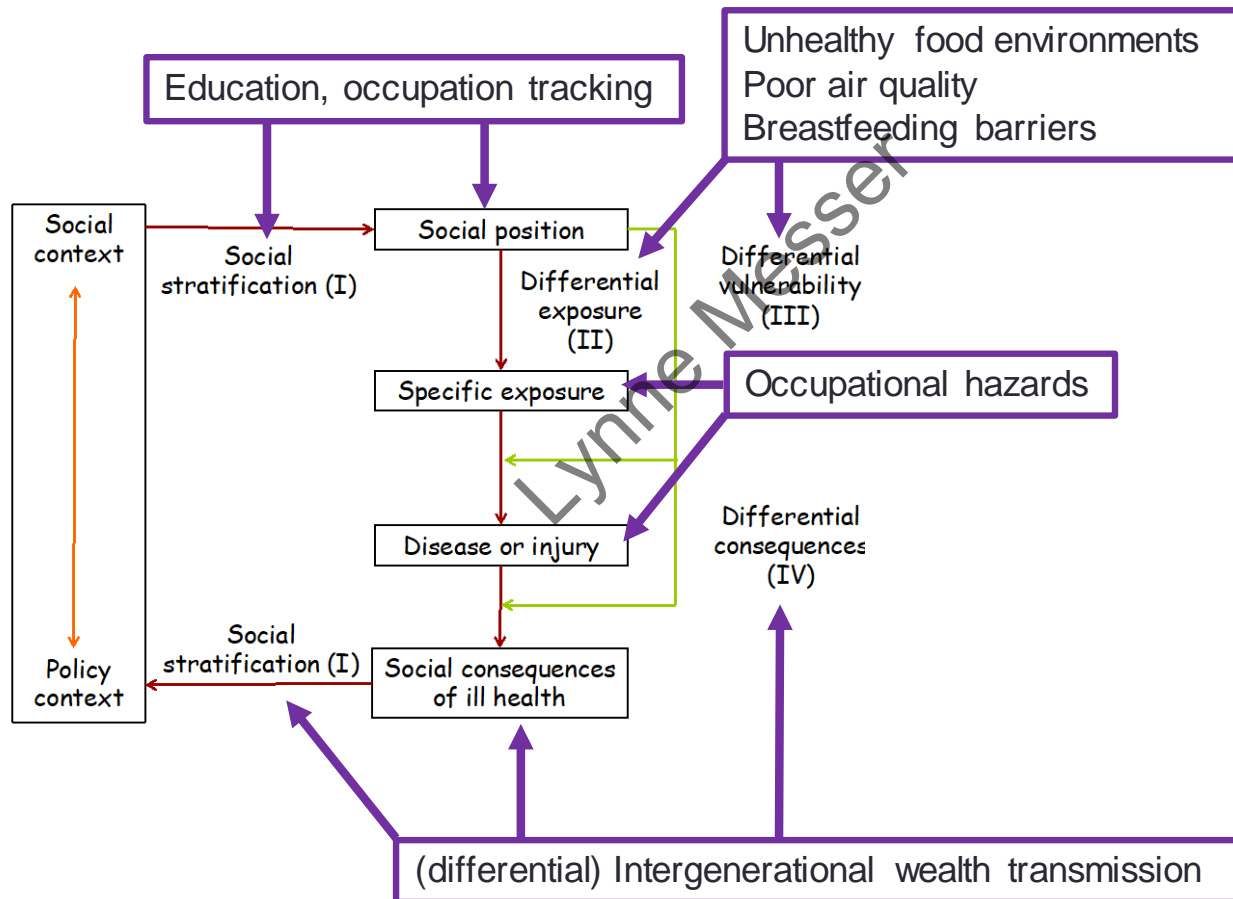 Unhealthy food environments
Poor air quality
Breastfeeding barriers
Education, occupation tracking
Social
context
Social
stratification (I)
Social position
Differential
exposure
(II)
Differential
vulnerability
(III)
Specific exposure
Occupational hazards
Lynne Messer
Disease or injury
Differential
consequences
(IV)
Social
stratification (I)
Policy
context
Social consequences
of ill health
(differential) Intergenerational wealth transmission